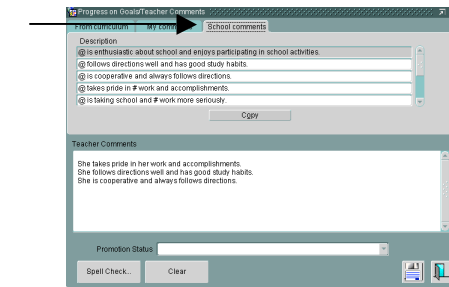 Progress on Goals/Teacher Comments
From curriculum My comments School comments
Description
@ is enthusiastic about school and enjoys participating in school activities.
@ follows directions well and has good study habits.
@ is cooperative and always follows directions.
@ takes pride in # work and accomplishments.
@ is taking school and # work more seriously.
Copy
Teacher Comments
She takes pride in her work and accomplishments.
She follows directions well and has good study habits.
She is cooperative and always follows directions.
Promotion Status
Spell Check... Clear